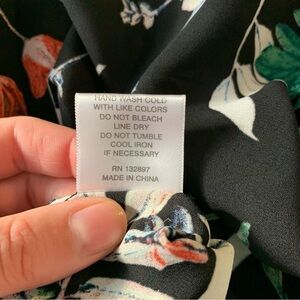 HAND WASH COLD
WITH LIKE COLORS
DO NOT BLEACH
LINE DRY
DO NOT TUMBLE
COOL IRON
IF NECESSARY
RN 132897
MADE IN CHINA